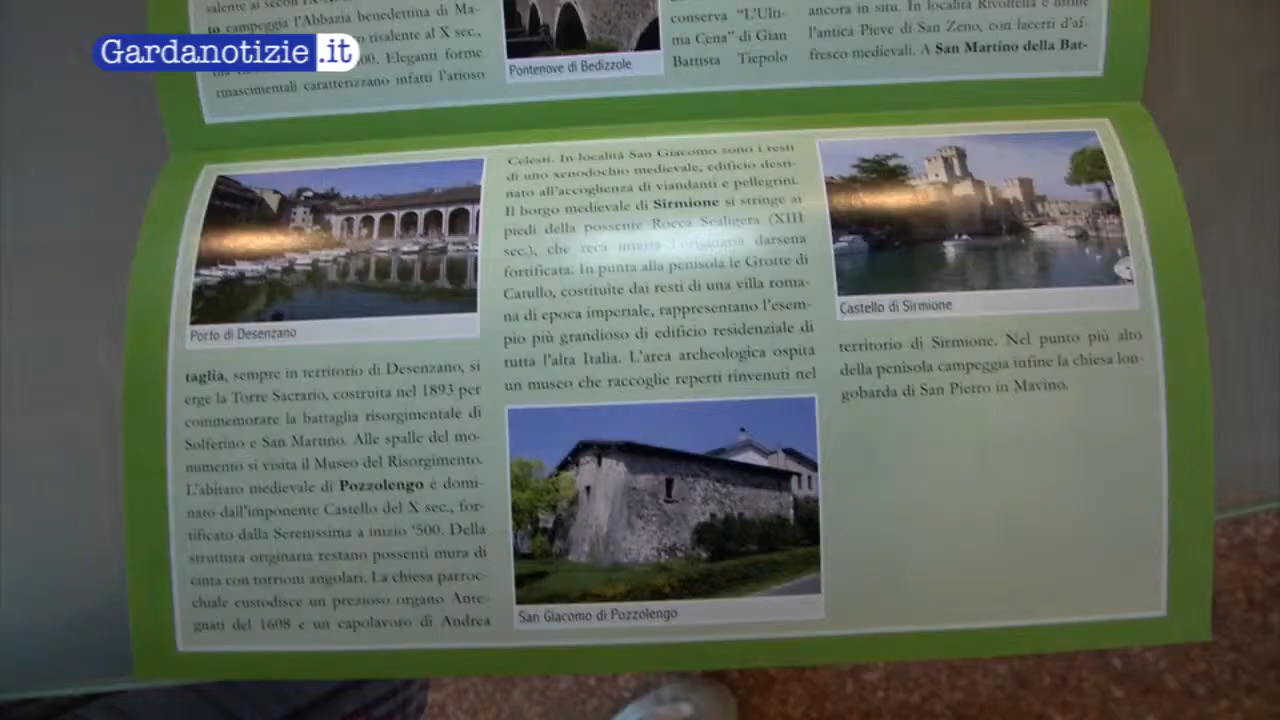 Gardanotizie.it
valente ai secoli
to campeggia l'Abbazia benedettina di Ma-
risalente al X sec.,
Eleganti forme
rinascimentali caratterizzano infatti l'arioso
Pontenove di Bedizzole
conserva “L'Ulti-
ma Cena” di Gian
Battista Tiepolo
ancora in situ. In località Rivoltella è infine
l'antica Pieve di San Zeno, con lacerti d'af-
fresco medievali. A San Martino della Bat-
Porto di Desenzano
taglia, sempre in territorio di Desenzano, si
erge la Torre Sacrario, costruita nel 1893 per
commemorare la battaglia risorgimentale di
Solferino e San Martino. Alle spalle del mo-
numento si visita il Museo del Risorgimento.
L'abitato medievale di Pozzolengo è domi-
nato dall'imponente Castello del X sec., for-
tificato dalla Serenissima a inizio '500. Della
struttura originaria restano possenti mura di
cinta con torrioni angolari. La chiesa parroc-
chiale custodisce un prezioso organo Ante-
gnati del 1608 e un capolavoro di Andrea
Celesti. In località San Giacomo sono i resti
di uno xenodochio medievale, edificio desti-
nato all'accoglienza di viandanti e pellegrini.
Il borgo medievale di Sirmione si stringe ai
piedi della possente Rocca Scaligera (XIII
sec.), che reca intatta l'originaria darsena
fortificata. In punta alla penisola le Grotte di
Catullo, costituite dai resti di una villa roma-
na di epoca imperiale, rappresentano l'esem-
pio più grandioso di edificio residenziale di
tutta l'alta Italia. L'area archeologica ospita
un museo che raccoglie reperti rinvenuti nel
San Giacomo di Pozzolengo
Castello di Sirmione
territorio di Sirmione. Nel punto più alto
della penisola campeggia infine la chiesa lon-
gobarda di San Pietro in Mavino.